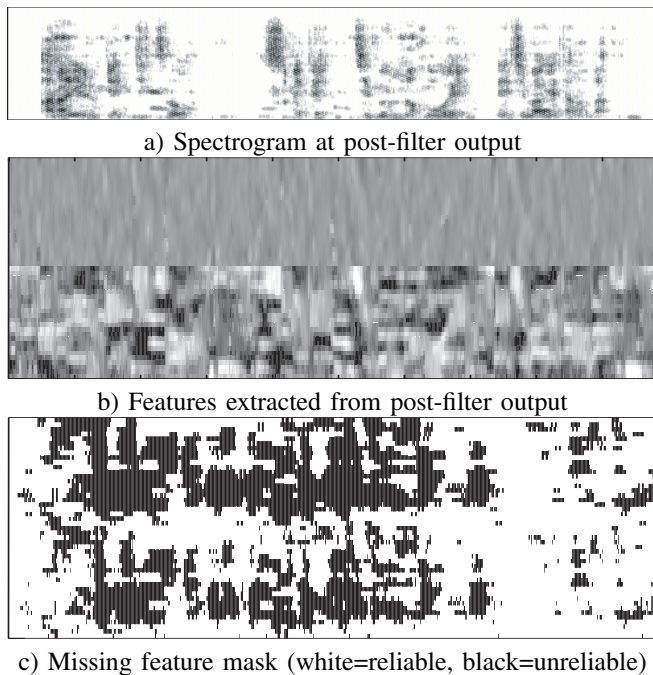 a) Spectrogram at post-filter output
b) Features extracted from post-filter output
c) Missing feature mask (white=reliable, black=unreliable)